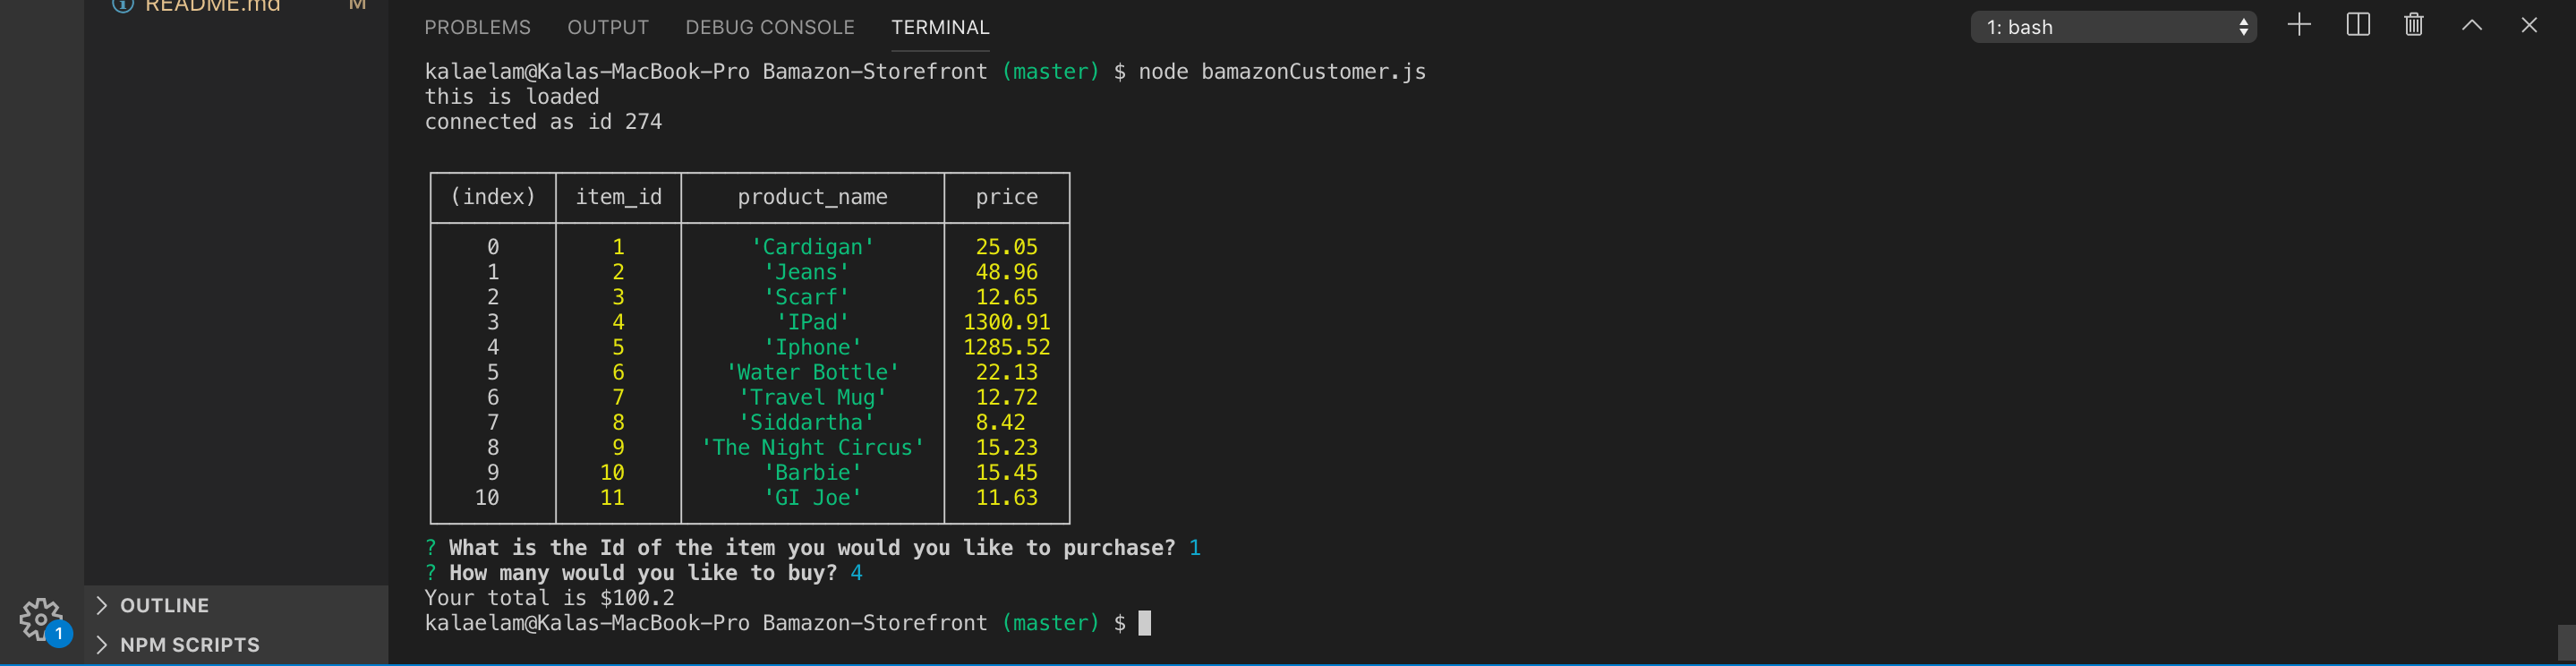 README.md M
PROBLEMS OUTPUT DEBUG CONSOLE TERMINAL 1: bash
kalaelam@Kalas-MacBook-Pro Bamazon-Storefront (master) $ node bamazonCustomer.js
this is loaded
connected as id 274
(index) item_id product_name price
0 1 'Cardigan' 25.05
1 2 'Jeans' 48.96
2 3 'Scarf' 12.65
3 4 'IPad' 1300.91
4 5 'Iphone' 1285.52
5 6 'Water Bottle' 22.13
6 7 'Travel Mug' 12.72
7 8 'Siddartha' 8.42
8 9 'The Night Circus' 15.23
9 10 'Barbie' 15.45
10 11 'GI Joe' 11.63
? What is the Id of the item you would you like to purchase? 1
? How many would you like to buy? 4
Your total is $100.2
kalaelam@Kalas-MacBook-Pro Bamazon-Storefront (master) $
OUTLINE
1
NPM SCRIPTS